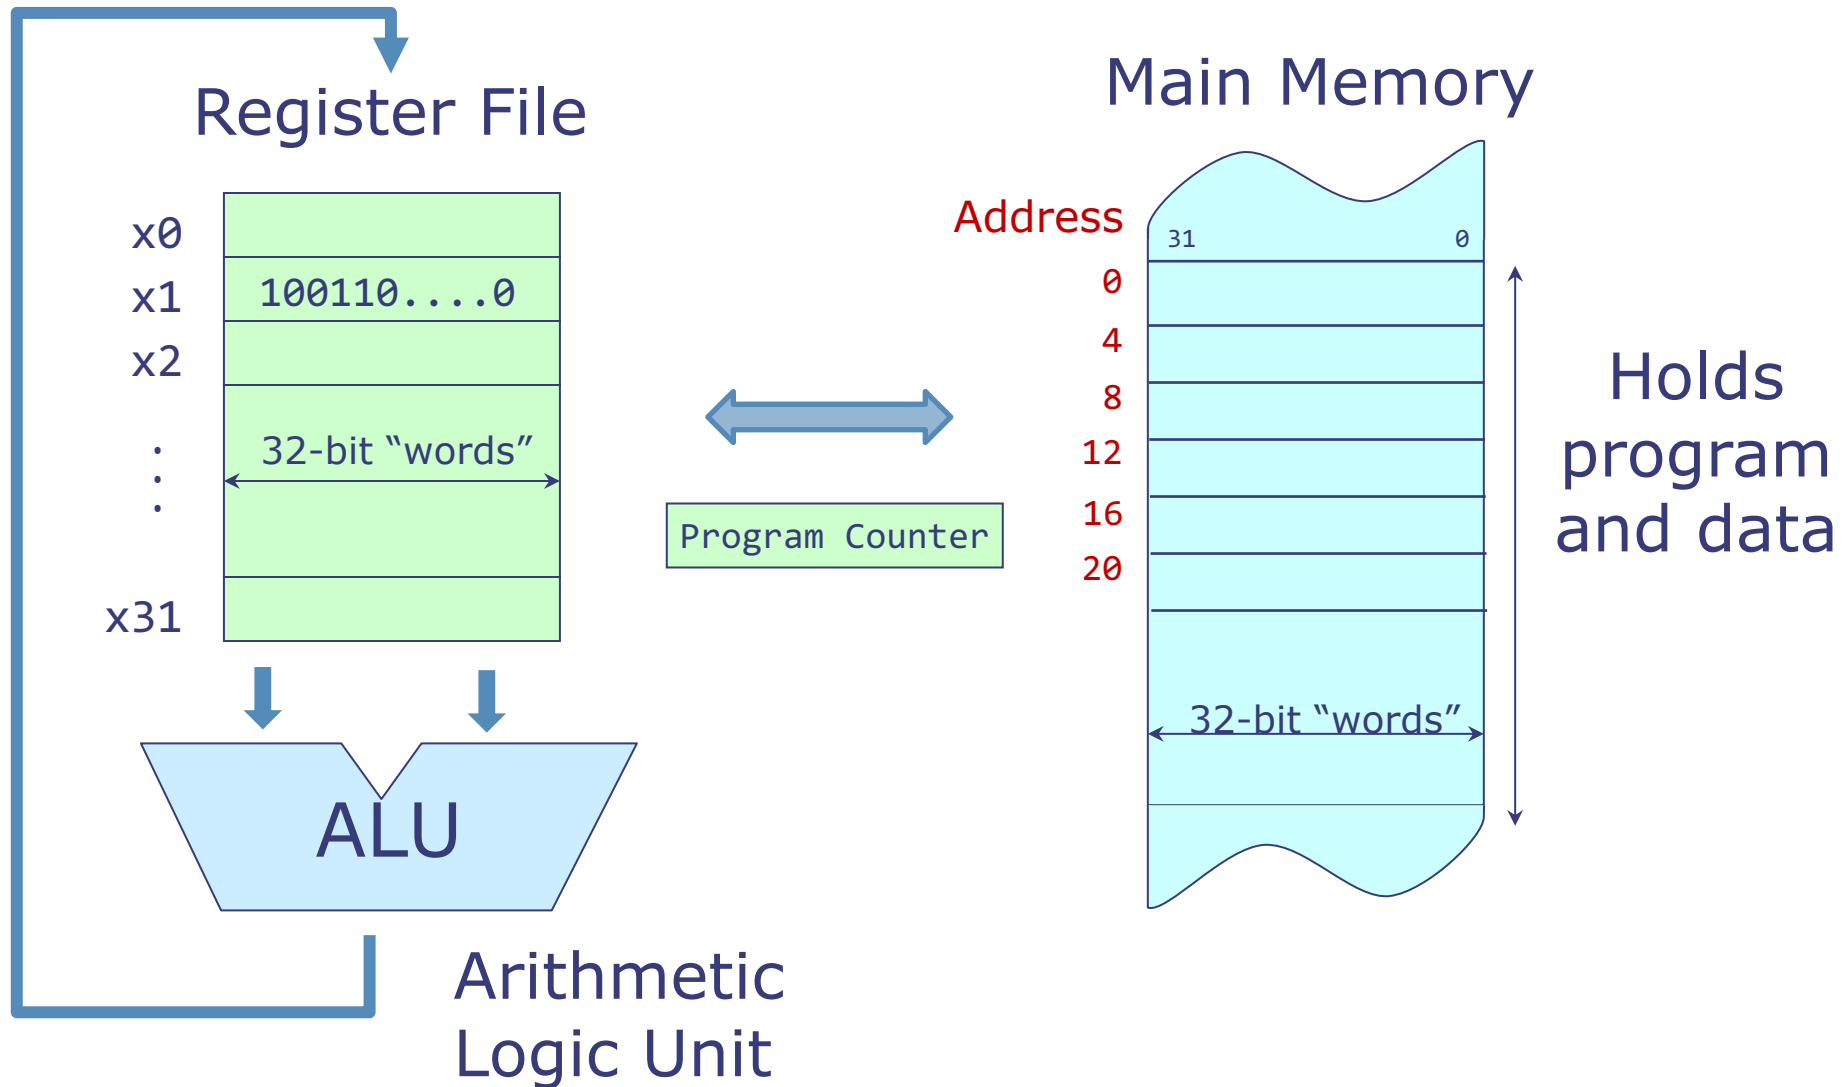 Register File
x0
x1 100110....0
x2
.
.
.
32-bit “words”
x31
ALU
Arithmetic
Logic Unit
Program Counter
Main Memory
Address
31 0
0
4
8
12
16
20
32-bit “words”
Holds
program
and data